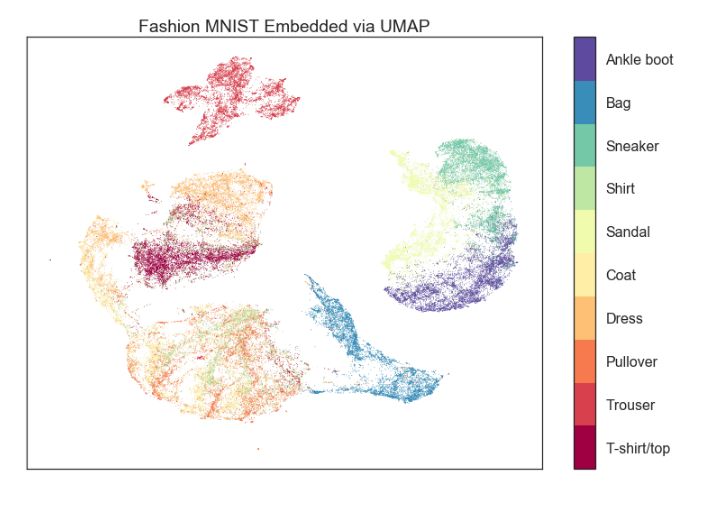 Fashion MNIST Embedded via UMAP
Ankle boot
Bag
Sneaker
Shirt
Sandal
Coat
Dress
Pullover
Trouser
T-shirt/top